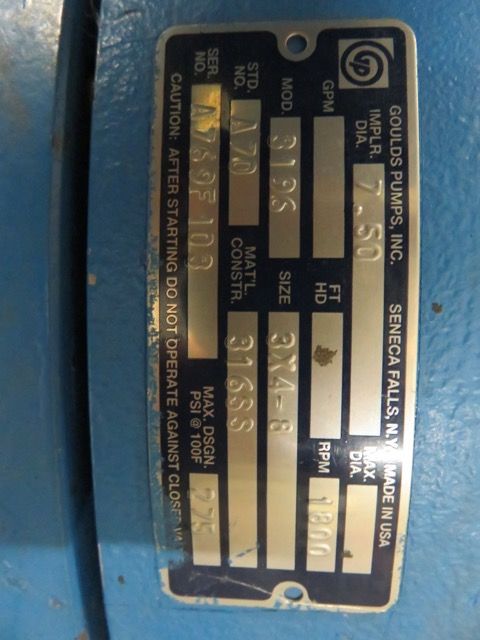 GP
GOULDS PUMPS, INC. SENECA FALLS, N.Y. MADE IN USA
IMPLR. DIA. 7.50 MAX. DIA.
GPM FT HD RPM 1800
MOD. 3196 SIZE 3X4-8
STD. NO. A70 MAT'L. CONSTR. 316SS
SER. NO. A769F109 MAX. DSGN. PSI @ 100F 275
CAUTION: AFTER STARTING DO NOT OPERATE AGAINST CLOSED